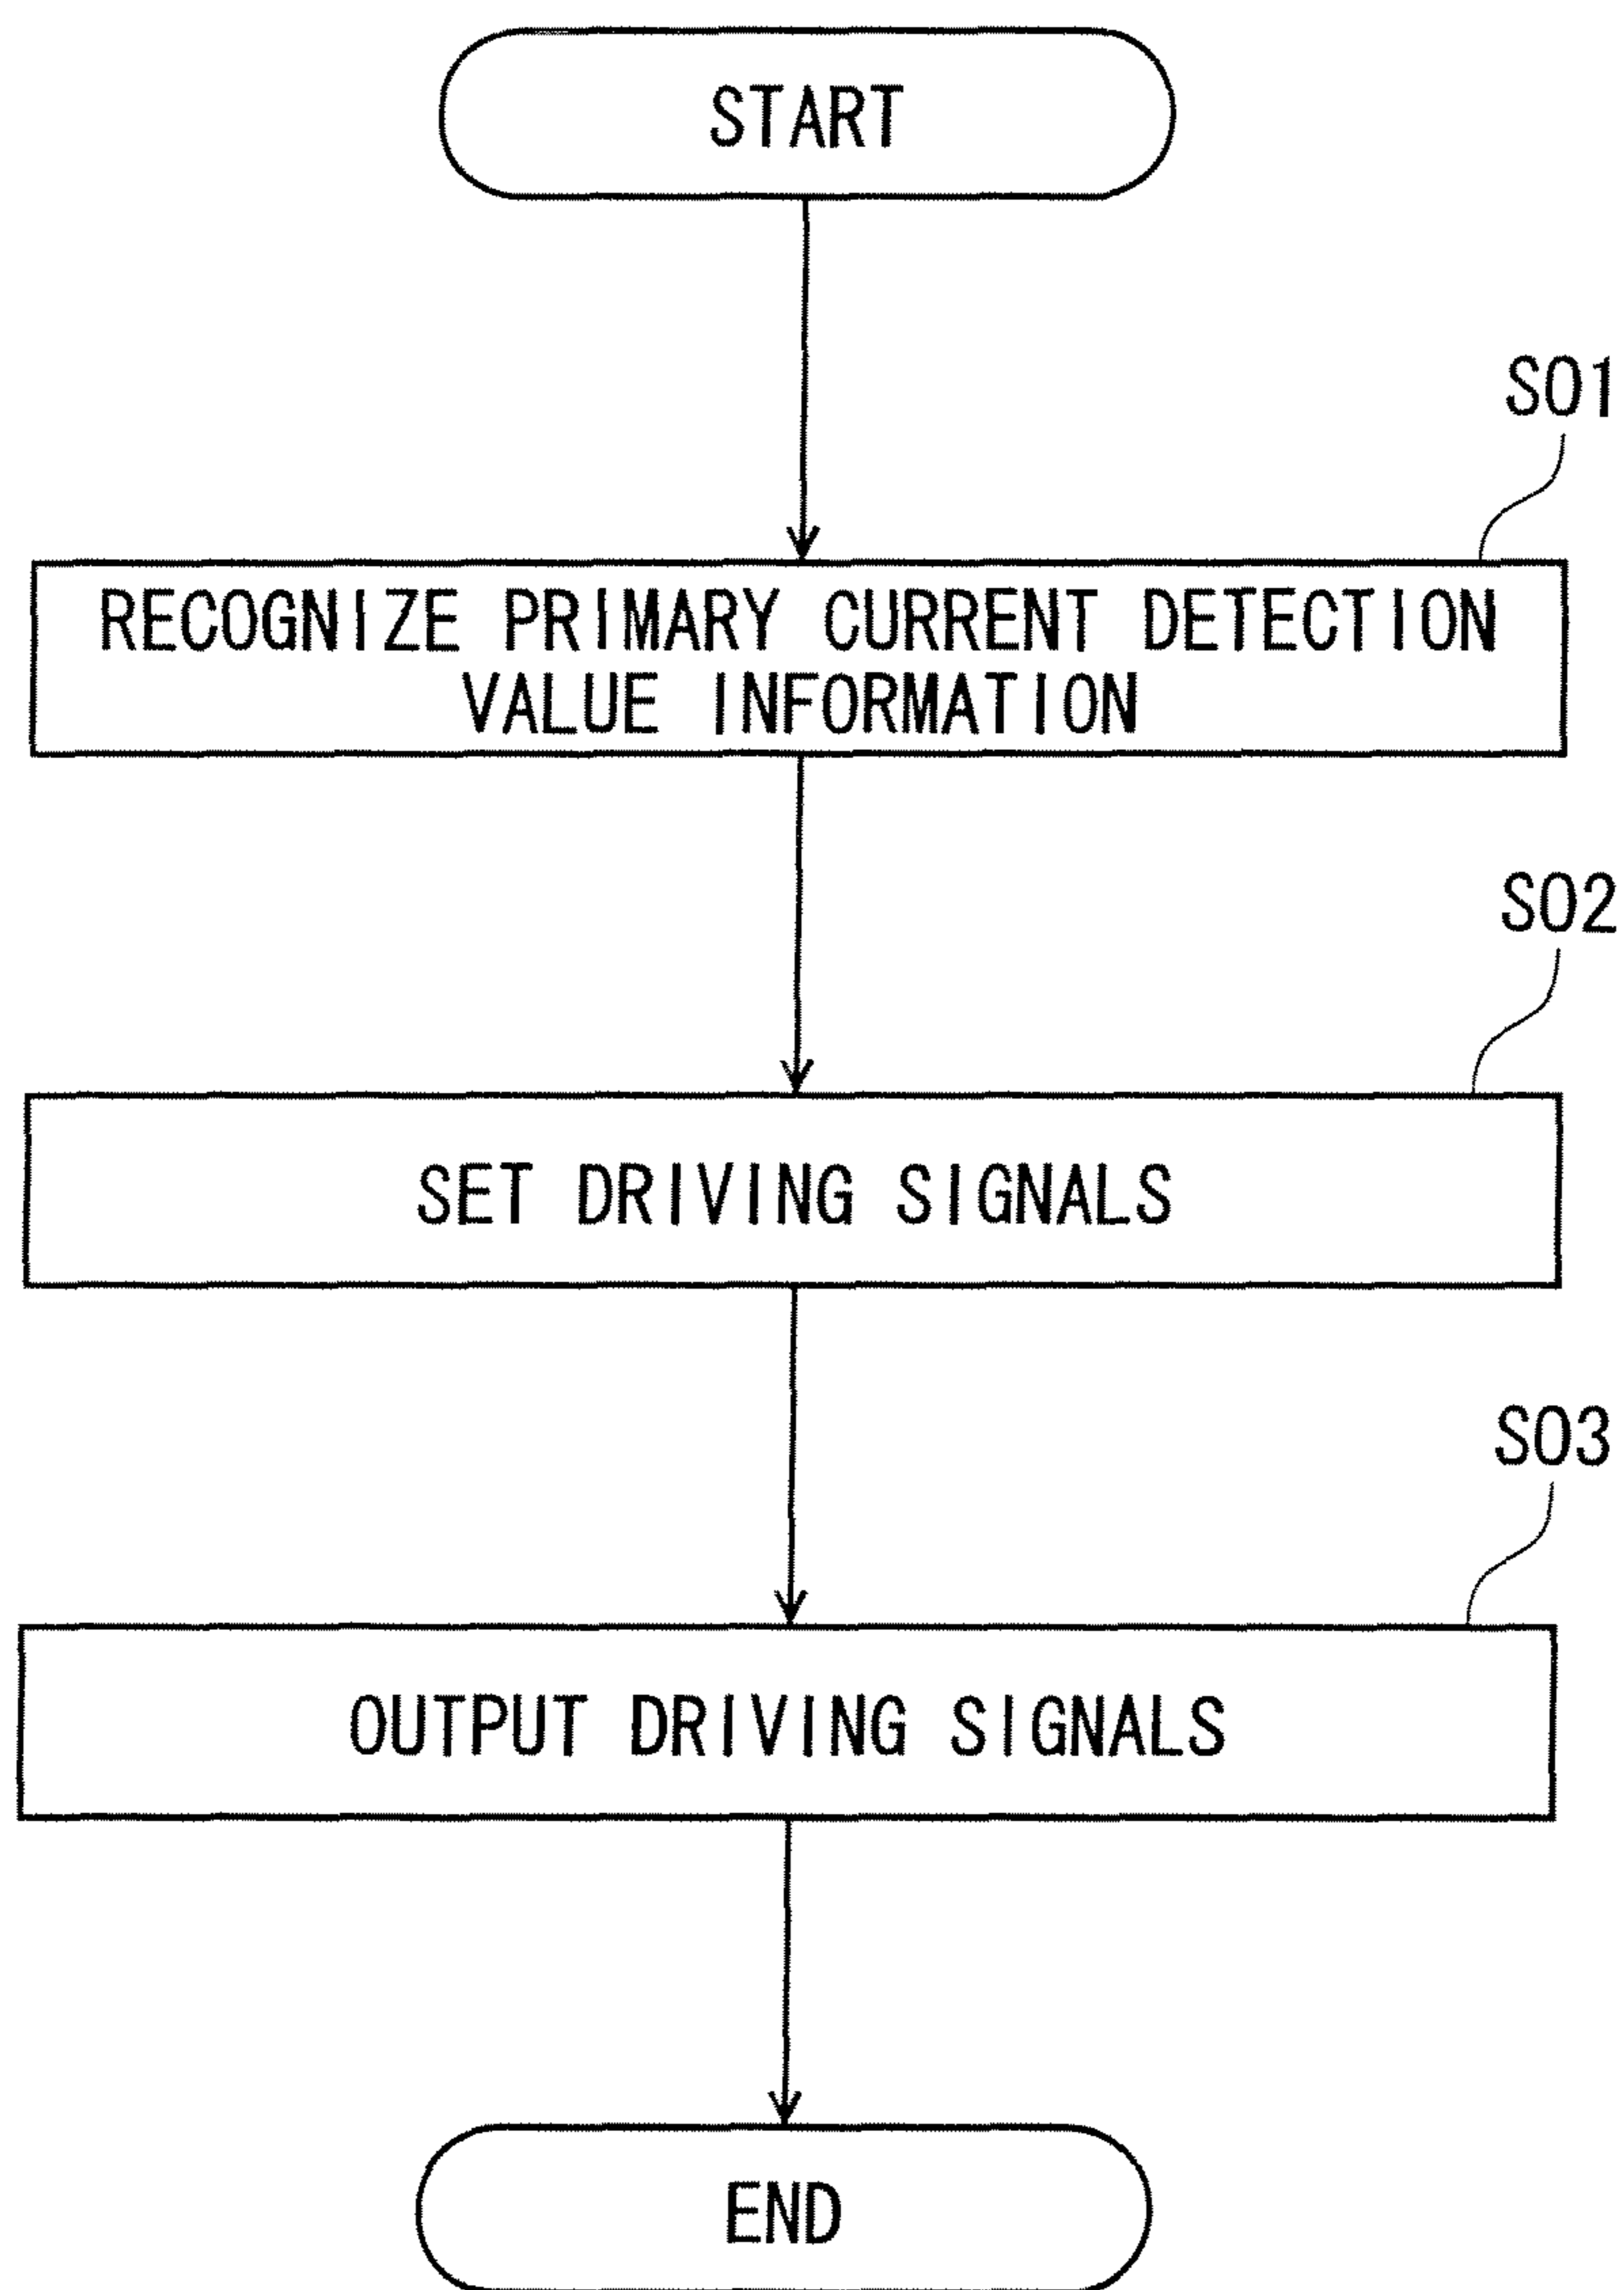 START
S01
RECOGNIZE PRIMARY CURRENT DETECTION
VALUE INFORMATION
S02
SET DRIVING SIGNALS
S03
OUTPUT DRIVING SIGNALS
END